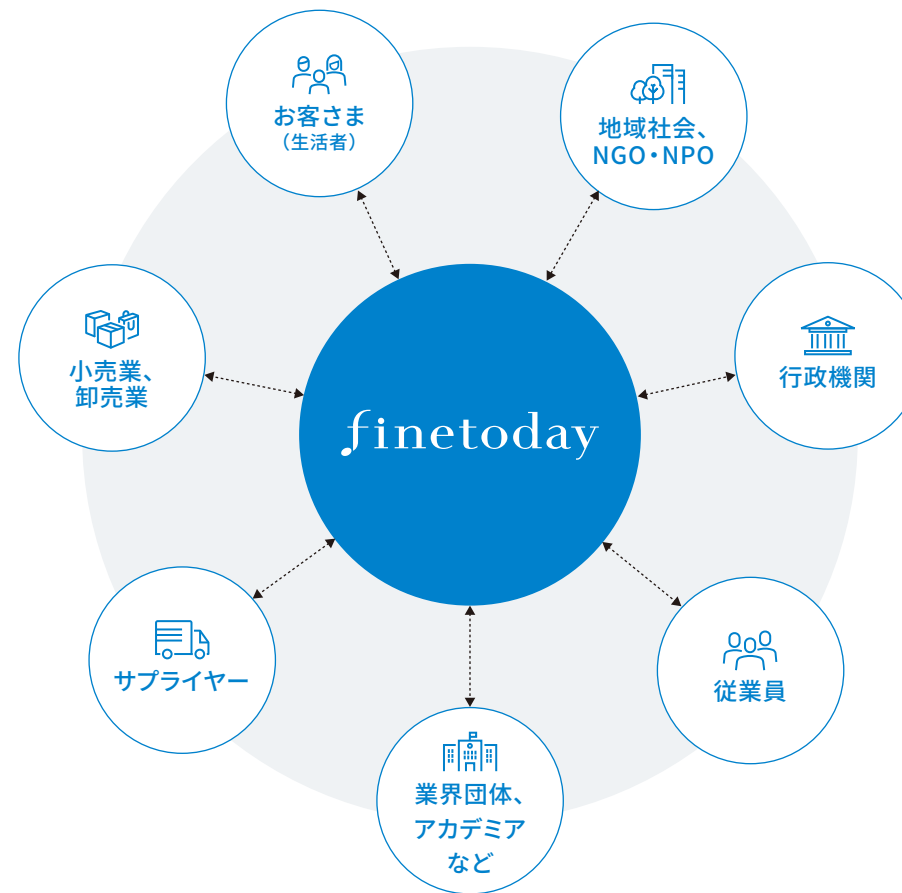 お客さま
（生活者）
地域社会、
NGO・NPO
小売業、
卸売業
行政機関
finetoday
サプライヤー
従業員
業界団体、
アカデミア
など